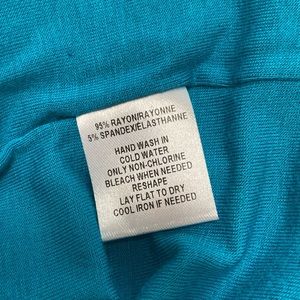 95% RAYON/RAYONNE
5% SPANDEX/ELASTHANNE
HAND WASH IN
COLD WATER
ONLY NON-CHLORINE
BLEACH WHEN NEEDED
RESHAPE
LAY FLAT TO DRY
COOL IRON IF NEEDED